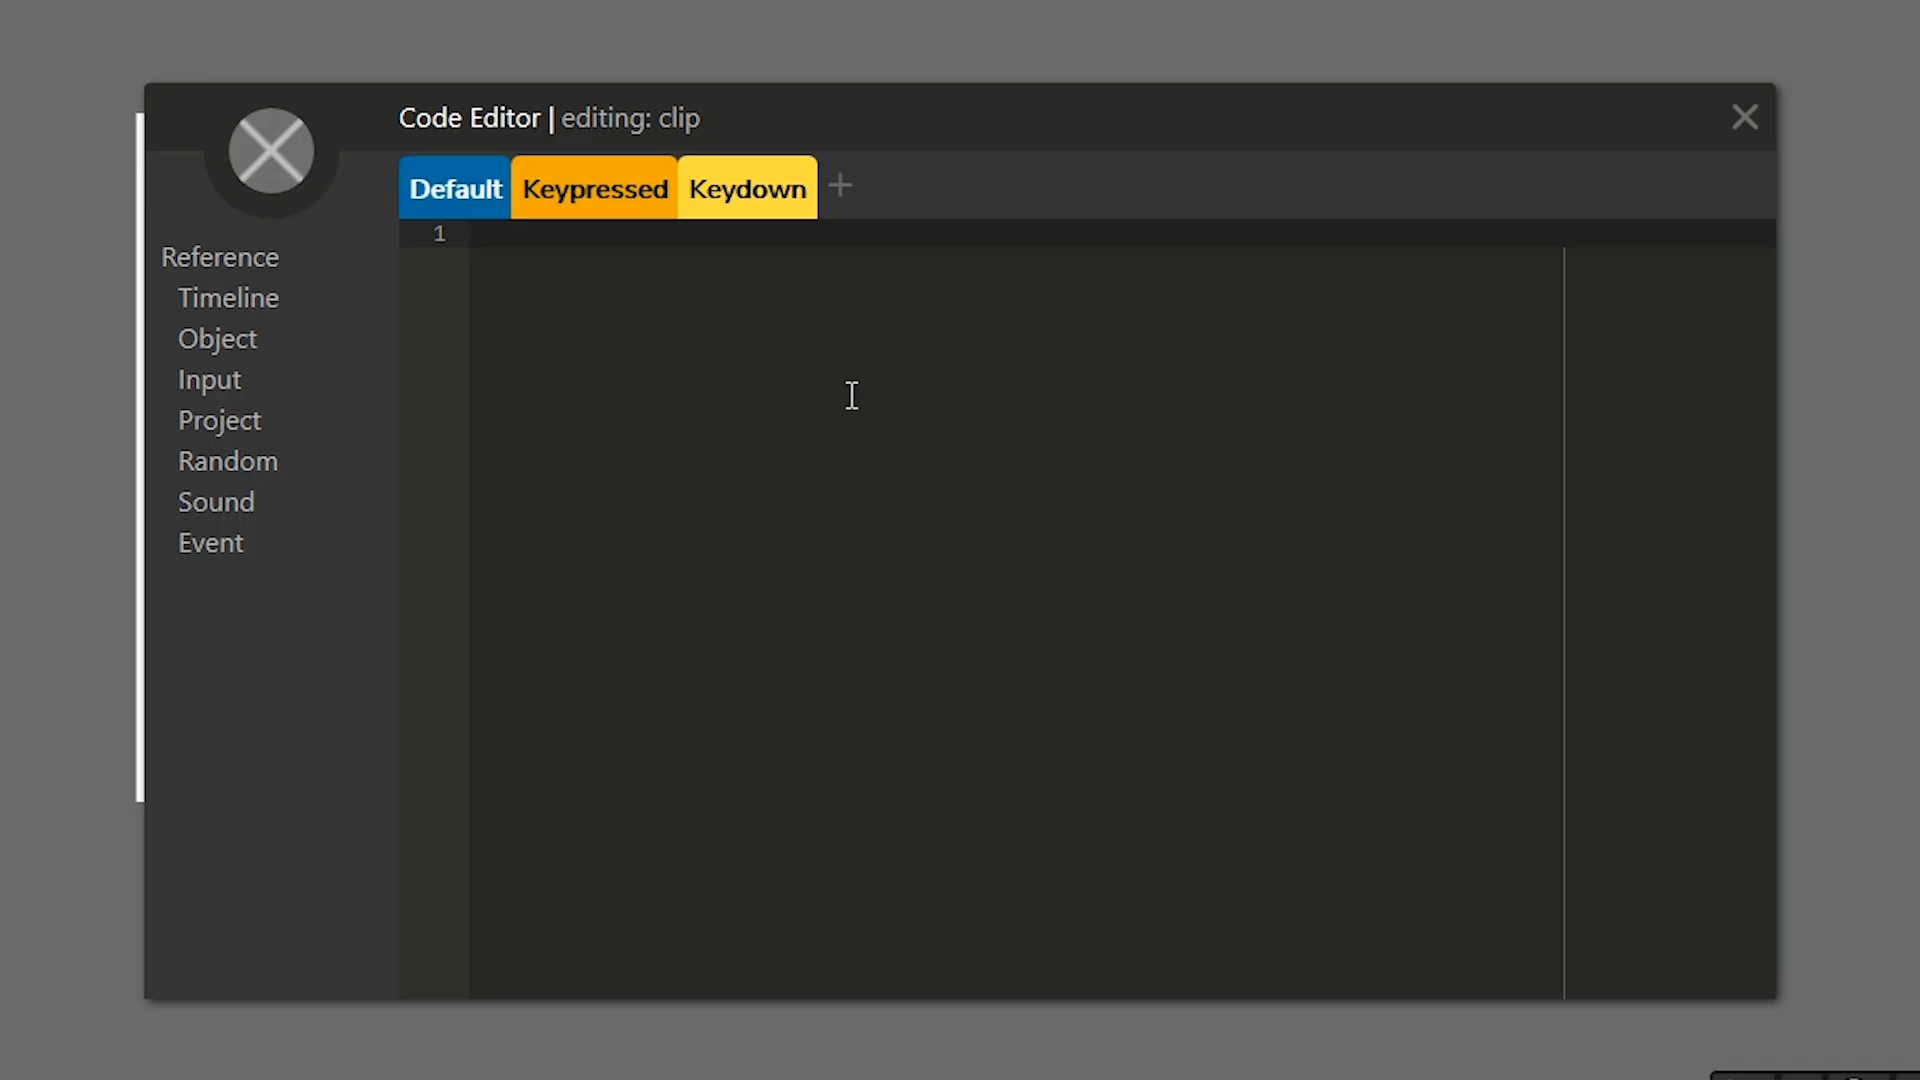 Code Editor | editing: clip
Default Keypressed Keydown +
1
Reference
Timeline
Object
Input
Project
Random
Sound
Event